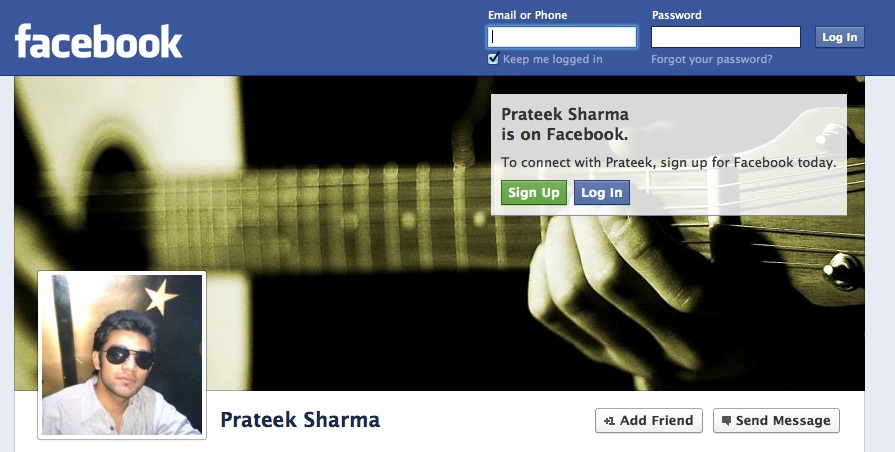 facebook
Email or Phone
Password
Log In
Keep me logged in
Forgot your password?
Prateek Sharma
is on Facebook.
To connect with Prateek, sign up for Facebook today.
Sign Up
Log In
Prateek Sharma
+1 Add Friend
Send Message